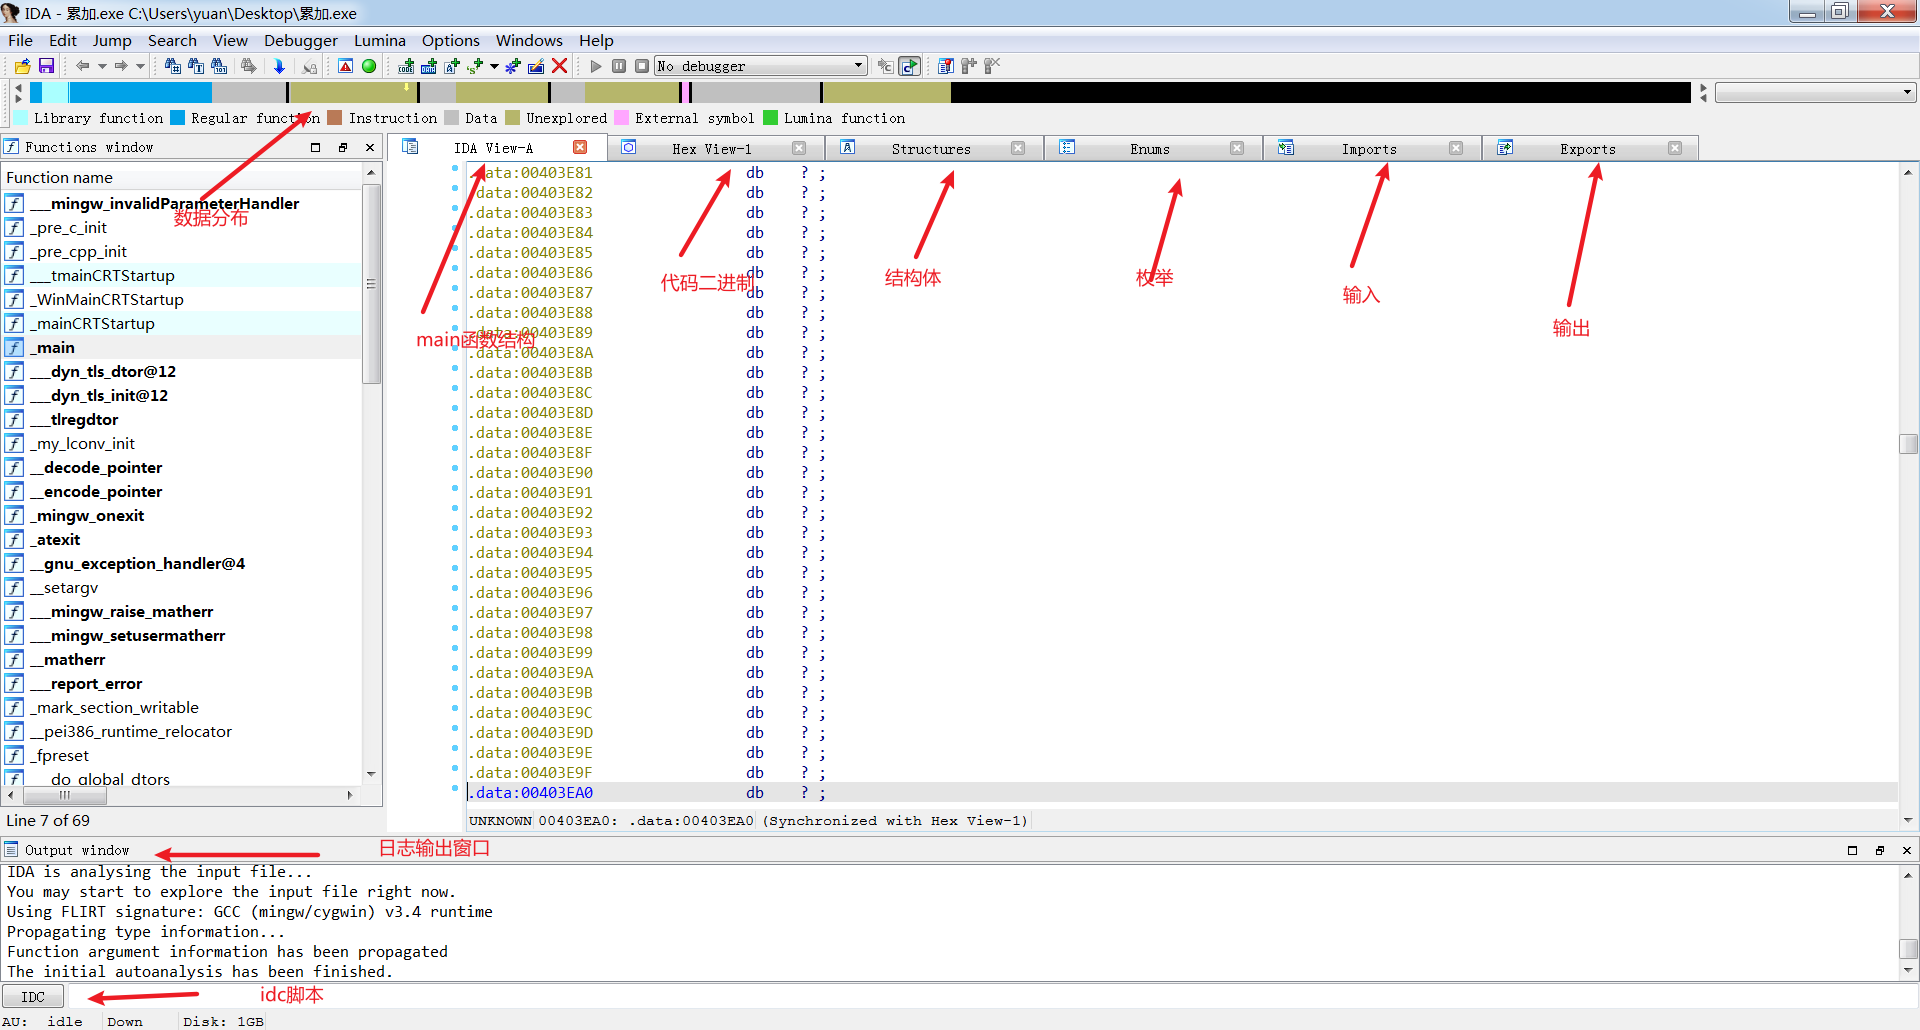 IDA - 累加.exe C:\Users\yuan\Desktop\累加.exe
File Edit Jump Search View Debugger Lumina Options Windows Help
No debugger
Library function Regular function Instruction Data Unexplored External symbol Lumina function
Functions window
IDA View-A Hex View-1 Structures Enums Imports Exports
Function name
___mingw_invalidParameterHandler
数据分布
_pre_c_init
_pre_cpp_init
___tmainCRTStartup
_WinMainCRTStartup
_mainCRTStartup
_main
___dyn_tls_dtor@12
___dyn_tls_init@12
___tlregdtor
_my_lconv_init
__decode_pointer
__encode_pointer
_mingw_onexit
_atexit
__gnu_exception_handler@4
__setargv
___mingw_raise_matherr
___mingw_setusermatherr
__matherr
___report_error
_mark_section_writable
__pei386_runtime_relocator
_fpreset
___do_global_dtors
Line 7 of 69
.data:00403E81 db ? ;
.data:00403E82 db ? ;
.data:00403E83 db ? ;
.data:00403E84 db ? ;
.data:00403E85 db ? ;
.data:00403E86 db ? ;
.data:00403E87 db ? ;
.data:00403E88 db ? ;
.data:00403E89 db ? ;
.data:00403E8A db ? ;
.data:00403E8B db ? ;
.data:00403E8C db ? ;
.data:00403E8D db ? ;
.data:00403E8E db ? ;
.data:00403E8F db ? ;
.data:00403E90 db ? ;
.data:00403E91 db ? ;
.data:00403E92 db ? ;
.data:00403E93 db ? ;
.data:00403E94 db ? ;
.data:00403E95 db ? ;
.data:00403E96 db ? ;
.data:00403E97 db ? ;
.data:00403E98 db ? ;
.data:00403E99 db ? ;
.data:00403E9A db ? ;
.data:00403E9B db ? ;
.data:00403E9C db ? ;
.data:00403E9D db ? ;
.data:00403E9E db ? ;
.data:00403E9F db ? ;
.data:00403EA0 db ? ;
main函数结构
代码二进制
结构体
枚举
输入
输出
UNKNOWN 00403EA0: .data:00403EA0 (Synchronized with Hex View-1)
Output window
日志输出窗口
IDA is analysing the input file...
You may start to explore the input file right now.
Using FLIRT signature: GCC (mingw/cygwin) v3.4 runtime
Propagating type information...
Function argument information has been propagated
The initial autoanalysis has been finished.
IDC
idc脚本
AU: idle Down Disk: 1GB